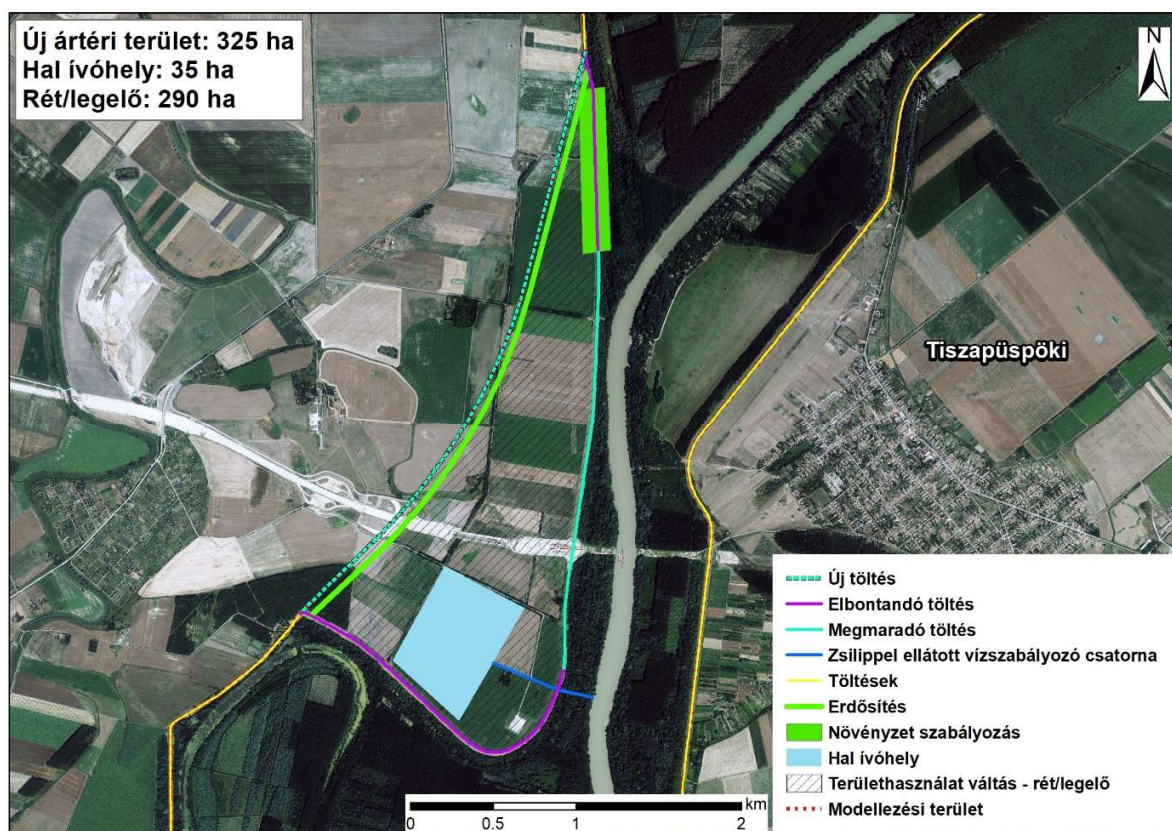 Új ártéri terület: 325 ha
Hal ívóhely: 35 ha
Rét/legelő: 290 ha
N
Tiszapüspöki
Új töltés
Elbontandó töltés
Megmaradó töltés
Zsilippel ellátott vízszabályozó csatorna
Töltések
Erdősítés
Növényzet szabályozás
Hal ívóhely
Területhasználat váltás - rét/legelő
Modellezési terület
km
0 0.5 1 2